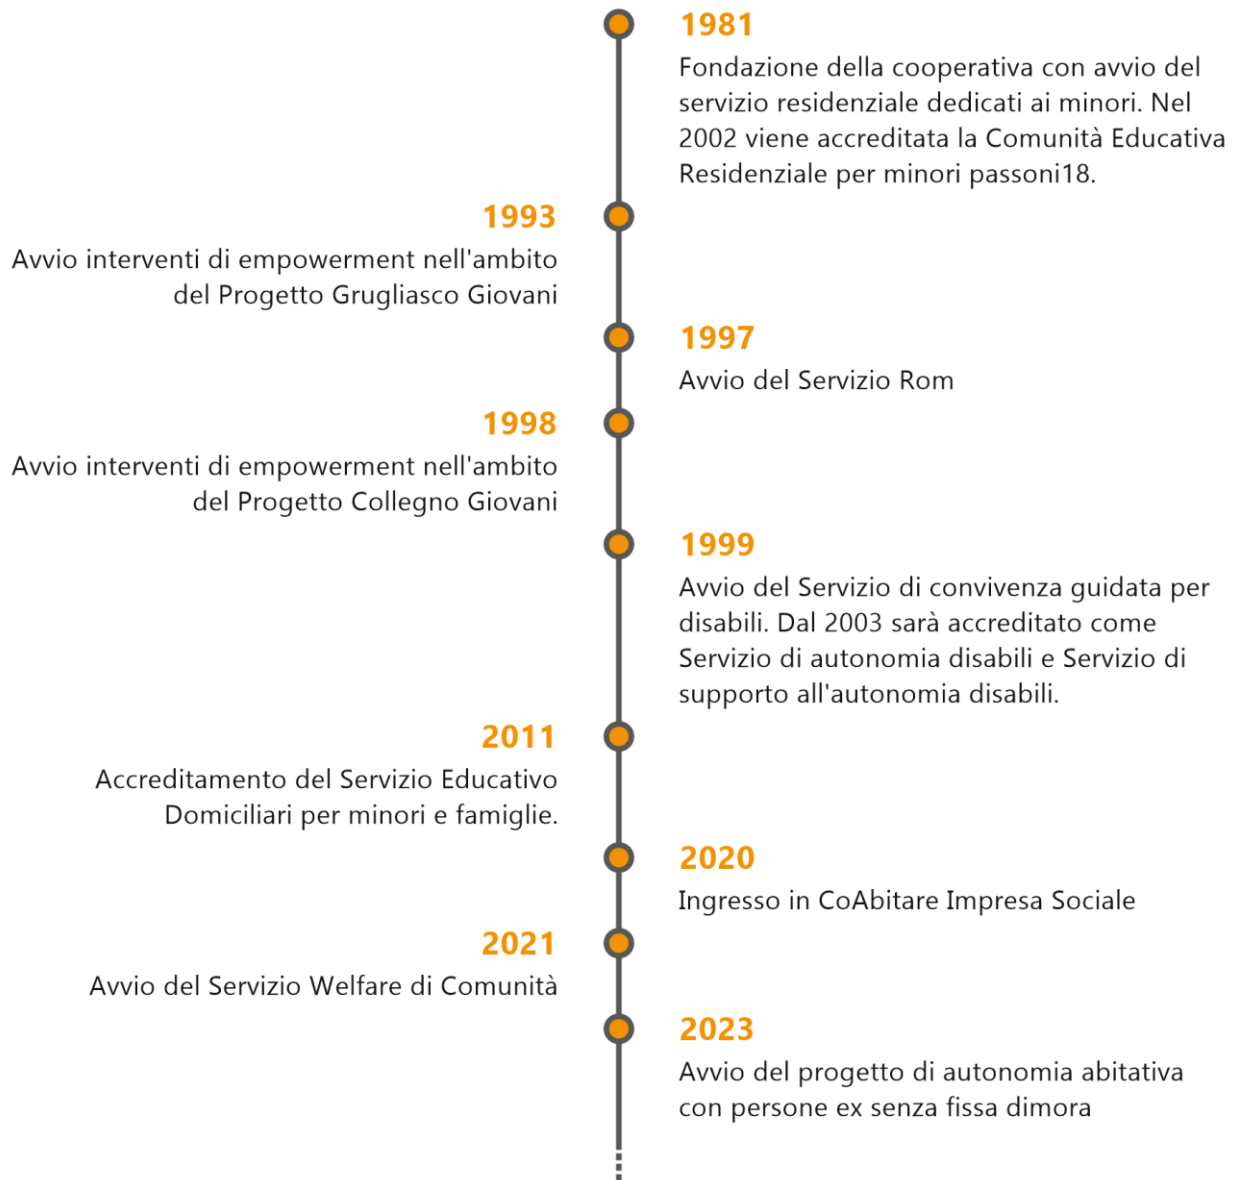 1981
Fondazione della cooperativa con avvio del
servizio residenziale dedicati ai minori. Nel
2002 viene accreditata la Comunità Educativa
Residenziale per minori passoni18.
1993
Avvio interventi di empowerment nell'ambito
del Progetto Grugliasco Giovani
1997
Avvio del Servizio Rom
1998
Avvio interventi di empowerment nell'ambito
del Progetto Collegno Giovani
1999
Avvio del Servizio di convivenza guidata per
disabili. Dal 2003 sarà accreditato come
Servizio di autonomia disabili e Servizio di
supporto all'autonomia disabili.
2011
Accreditamento del Servizio Educativo
Domiciliari per minori e famiglie.
2020
Ingresso in CoAbitare Impresa Sociale
2021
Avvio del Servizio Welfare di Comunità
2023
Avvio del progetto di autonomia abitativa
con persone ex senza fissa dimora